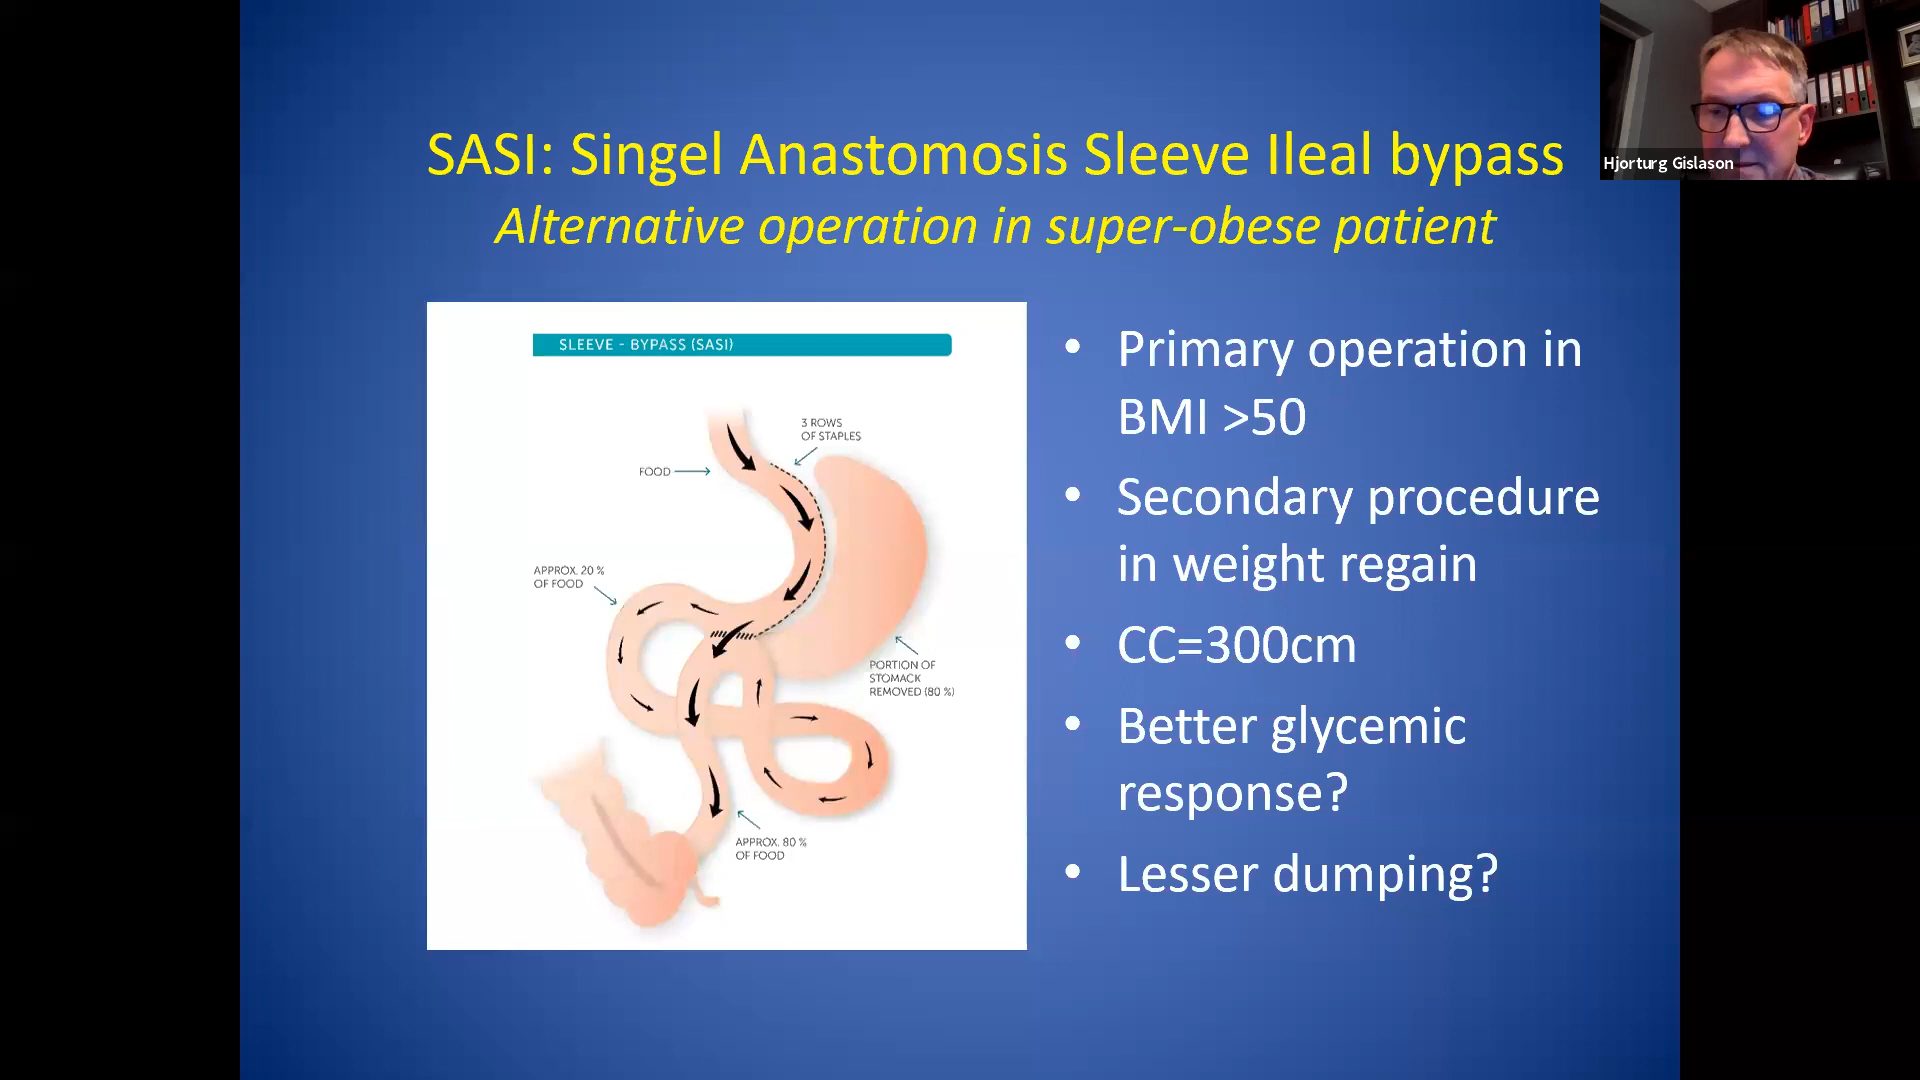 SASI: Singel Anastomosis Sleeve Ileal bypass
Alternative operation in super-obese patient
Hjorturg Gislason
SLEEVE - BYPASS (SASI)
3 ROWS
OF STAPLES
FOOD
APPROX. 20 %
OF FOOD
PORTION OF
STOMACK
REMOVED (80 %)
APPROX. 80 %
OF FOOD
• Primary operation in
BMI >50
• Secondary procedure
in weight regain
• CC=300cm
• Better glycemic
response?
• Lesser dumping?